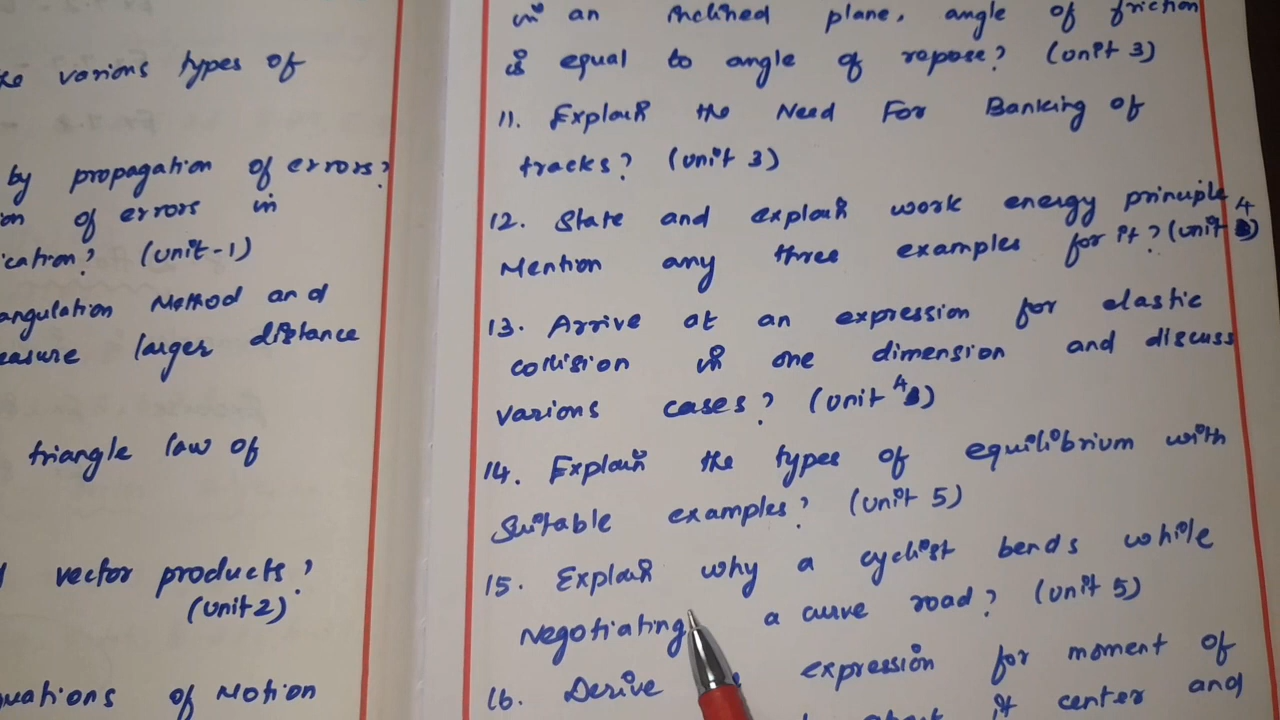 the various types of
by propagation of errors?
of errors in
(Unit-1)
Method and
larger distance
triangle law of
vector products?
(Unit 2)
of Motion
in an inclined plane, angle of friction
is equal to angle of repose? (Unit 3)
11. Explain the Need For Banking of
tracks? (Unit 3)
12. State and explain work energy principle
Mention any three examples for it? (Unit 4)
13. Arrive at an expression for elastic
collision in one dimension and discuss
various cases? (Unit 4)
14. Explain the types of equilibrium with
Suitable examples? (Unit 5)
15. Explain why a cyclist bends while
Negotiating a curve road? (Unit 5)
16. Derive expression for moment of
about it center and